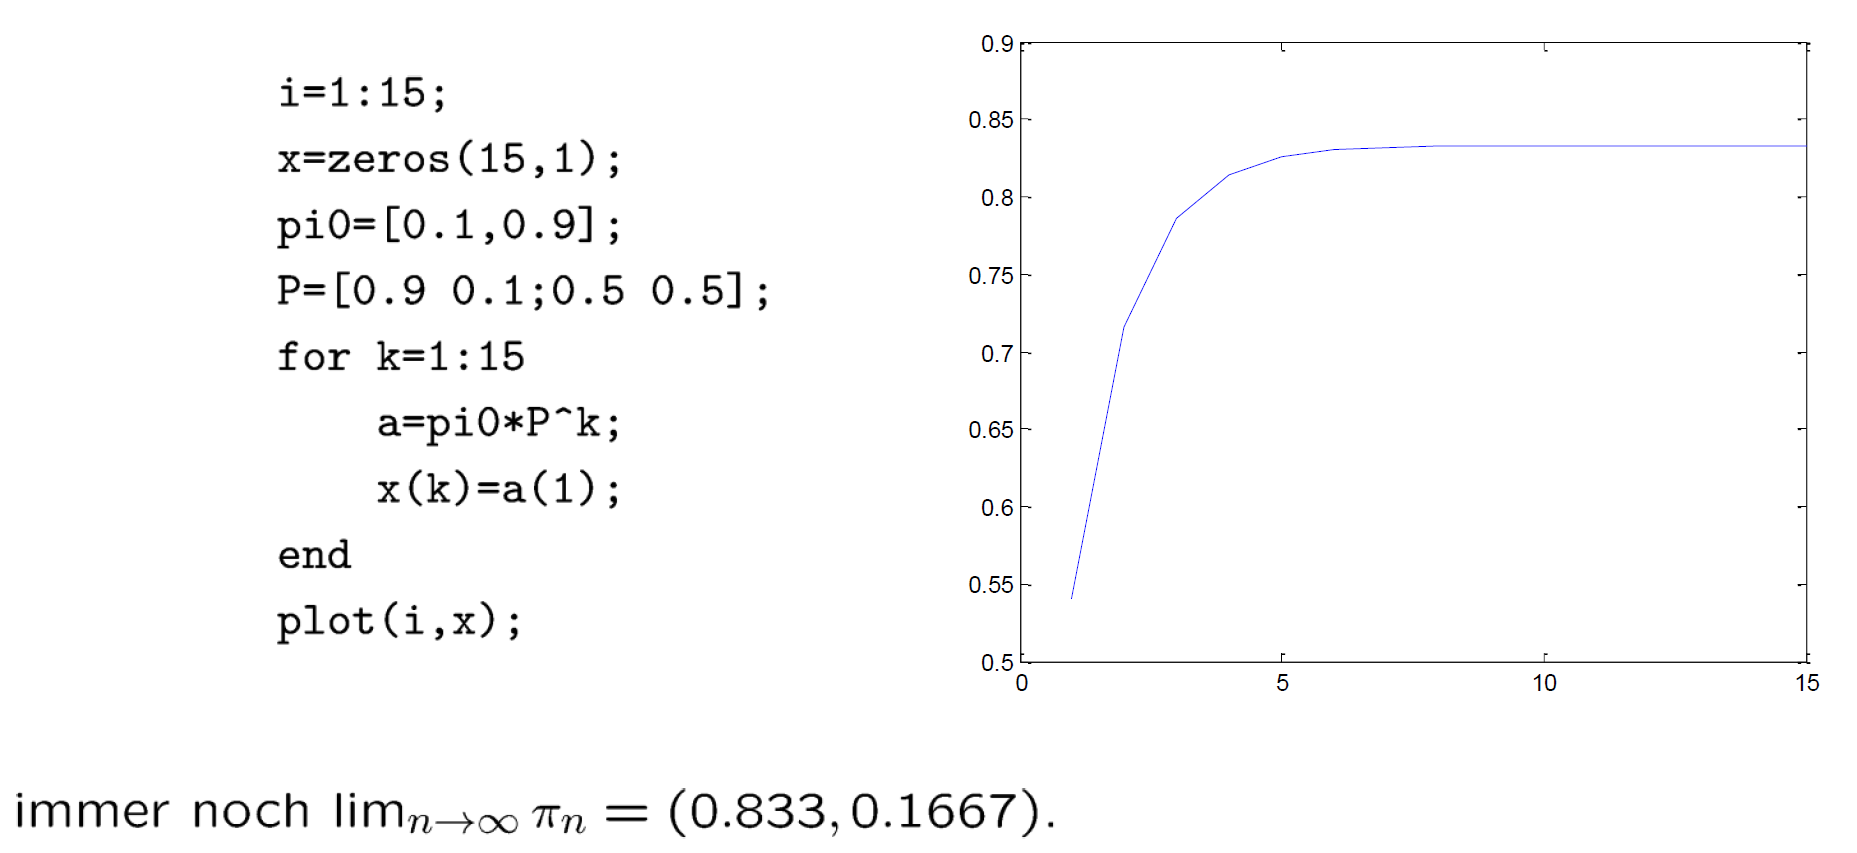 i=1:15;
x=zeros(15,1);
pi0=[0.1,0.9];
P=[0.9 0.1;0.5 0.5];
for k=1:15
a=pi0*P^k;
x(k)=a(1);
end
plot(i,x);
0.9
0.85
0.8
0.75
0.7
0.65
0.6
0.55
0.5
0 5 10 15
immer noch lim_{n→∞} π_n = (0.833, 0.1667).